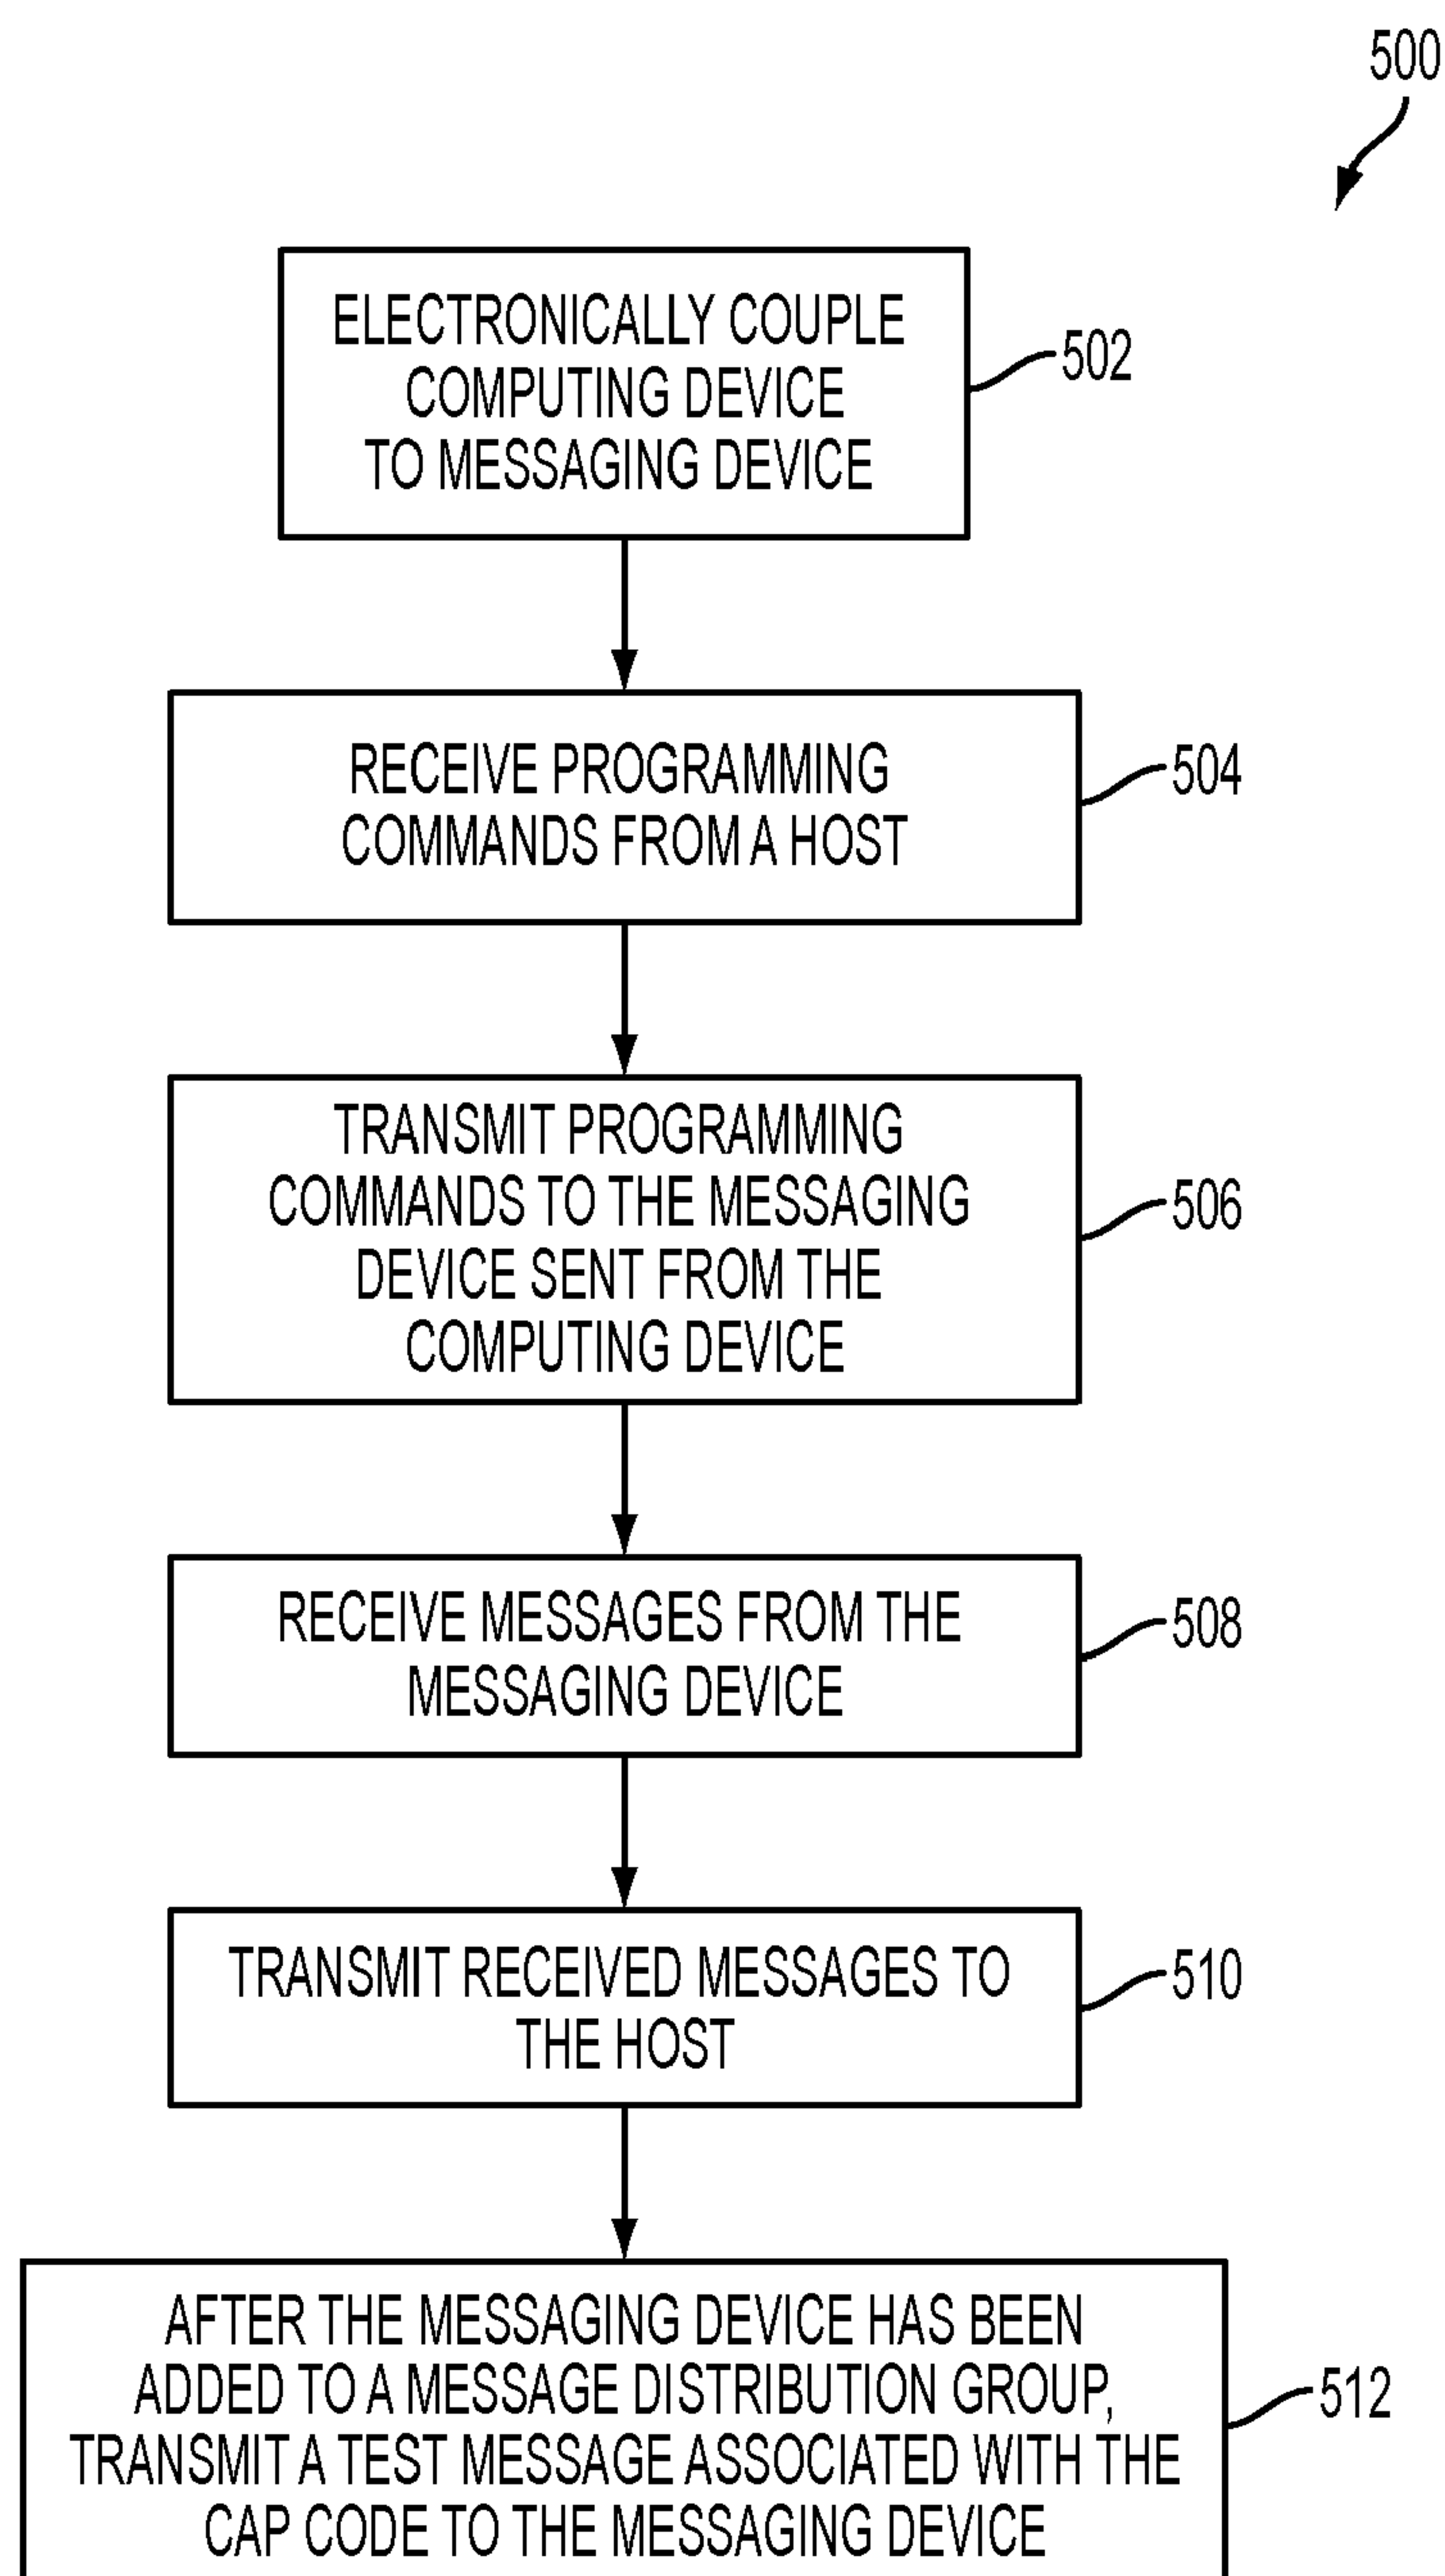 500
ELECTRONICALLY COUPLE
COMPUTING DEVICE
TO MESSAGING DEVICE
502
RECEIVE PROGRAMMING
COMMANDS FROM A HOST
504
TRANSMIT PROGRAMMING
COMMANDS TO THE MESSAGING
DEVICE SENT FROM THE
COMPUTING DEVICE
506
RECEIVE MESSAGES FROM THE
MESSAGING DEVICE
508
TRANSMIT RECEIVED MESSAGES TO
THE HOST
510
AFTER THE MESSAGING DEVICE HAS BEEN
ADDED TO A MESSAGE DISTRIBUTION GROUP,
TRANSMIT A TEST MESSAGE ASSOCIATED WITH THE
CAP CODE TO THE MESSAGING DEVICE
512